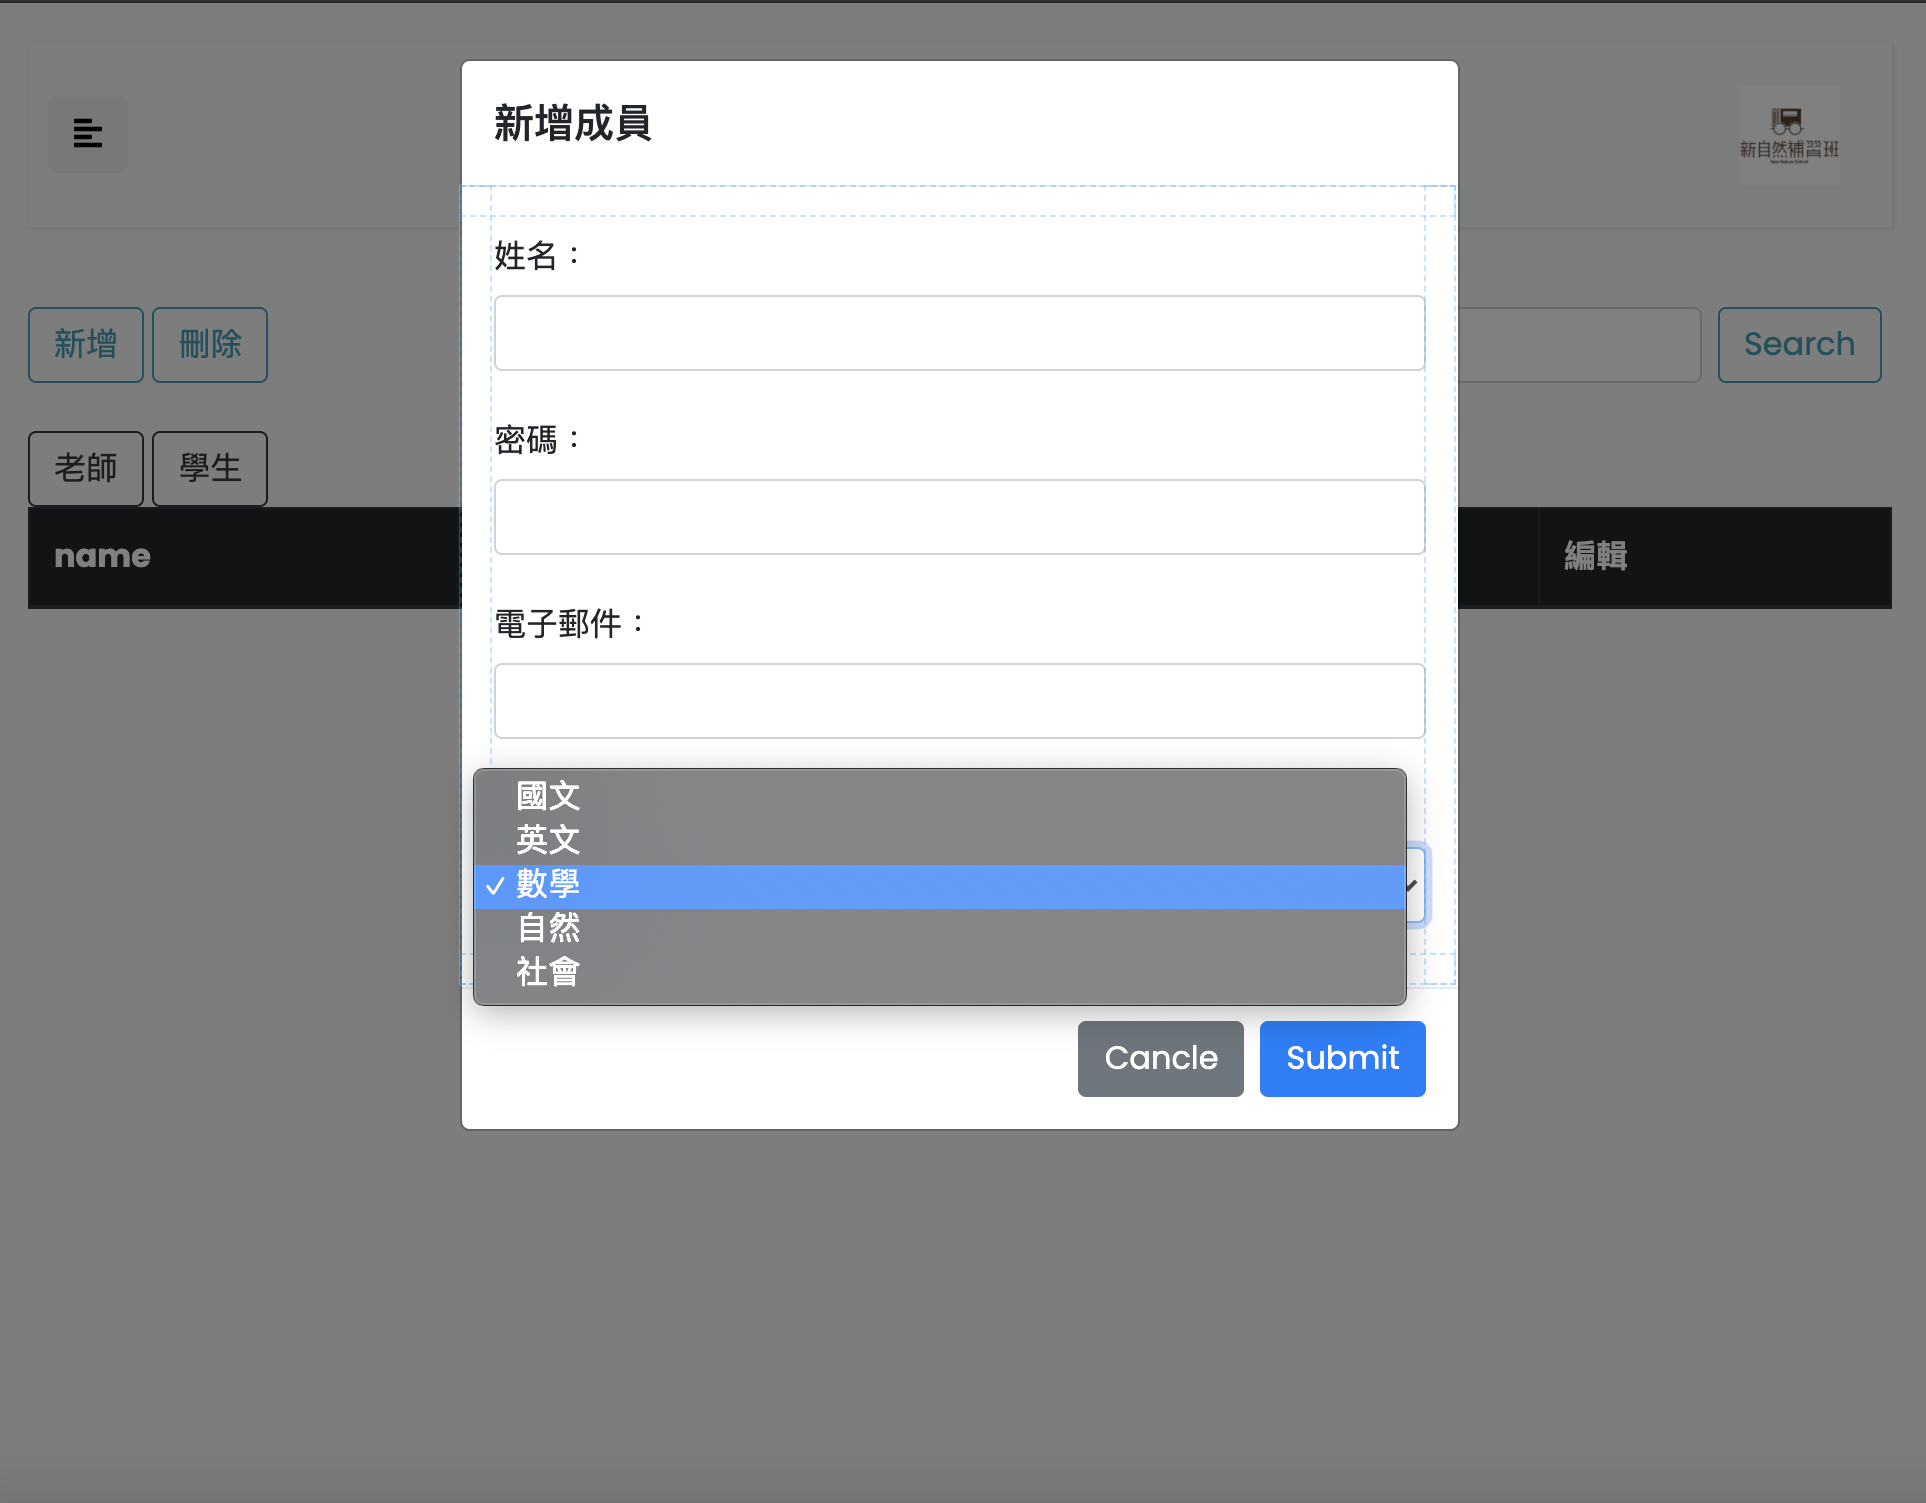 新增成員
新自然補習班
姓名：
新增 刪除 Search
密碼：
老師 學生
name 編輯
電子郵件：
國文
英文
✓ 數學
自然
社會
Cancle Submit